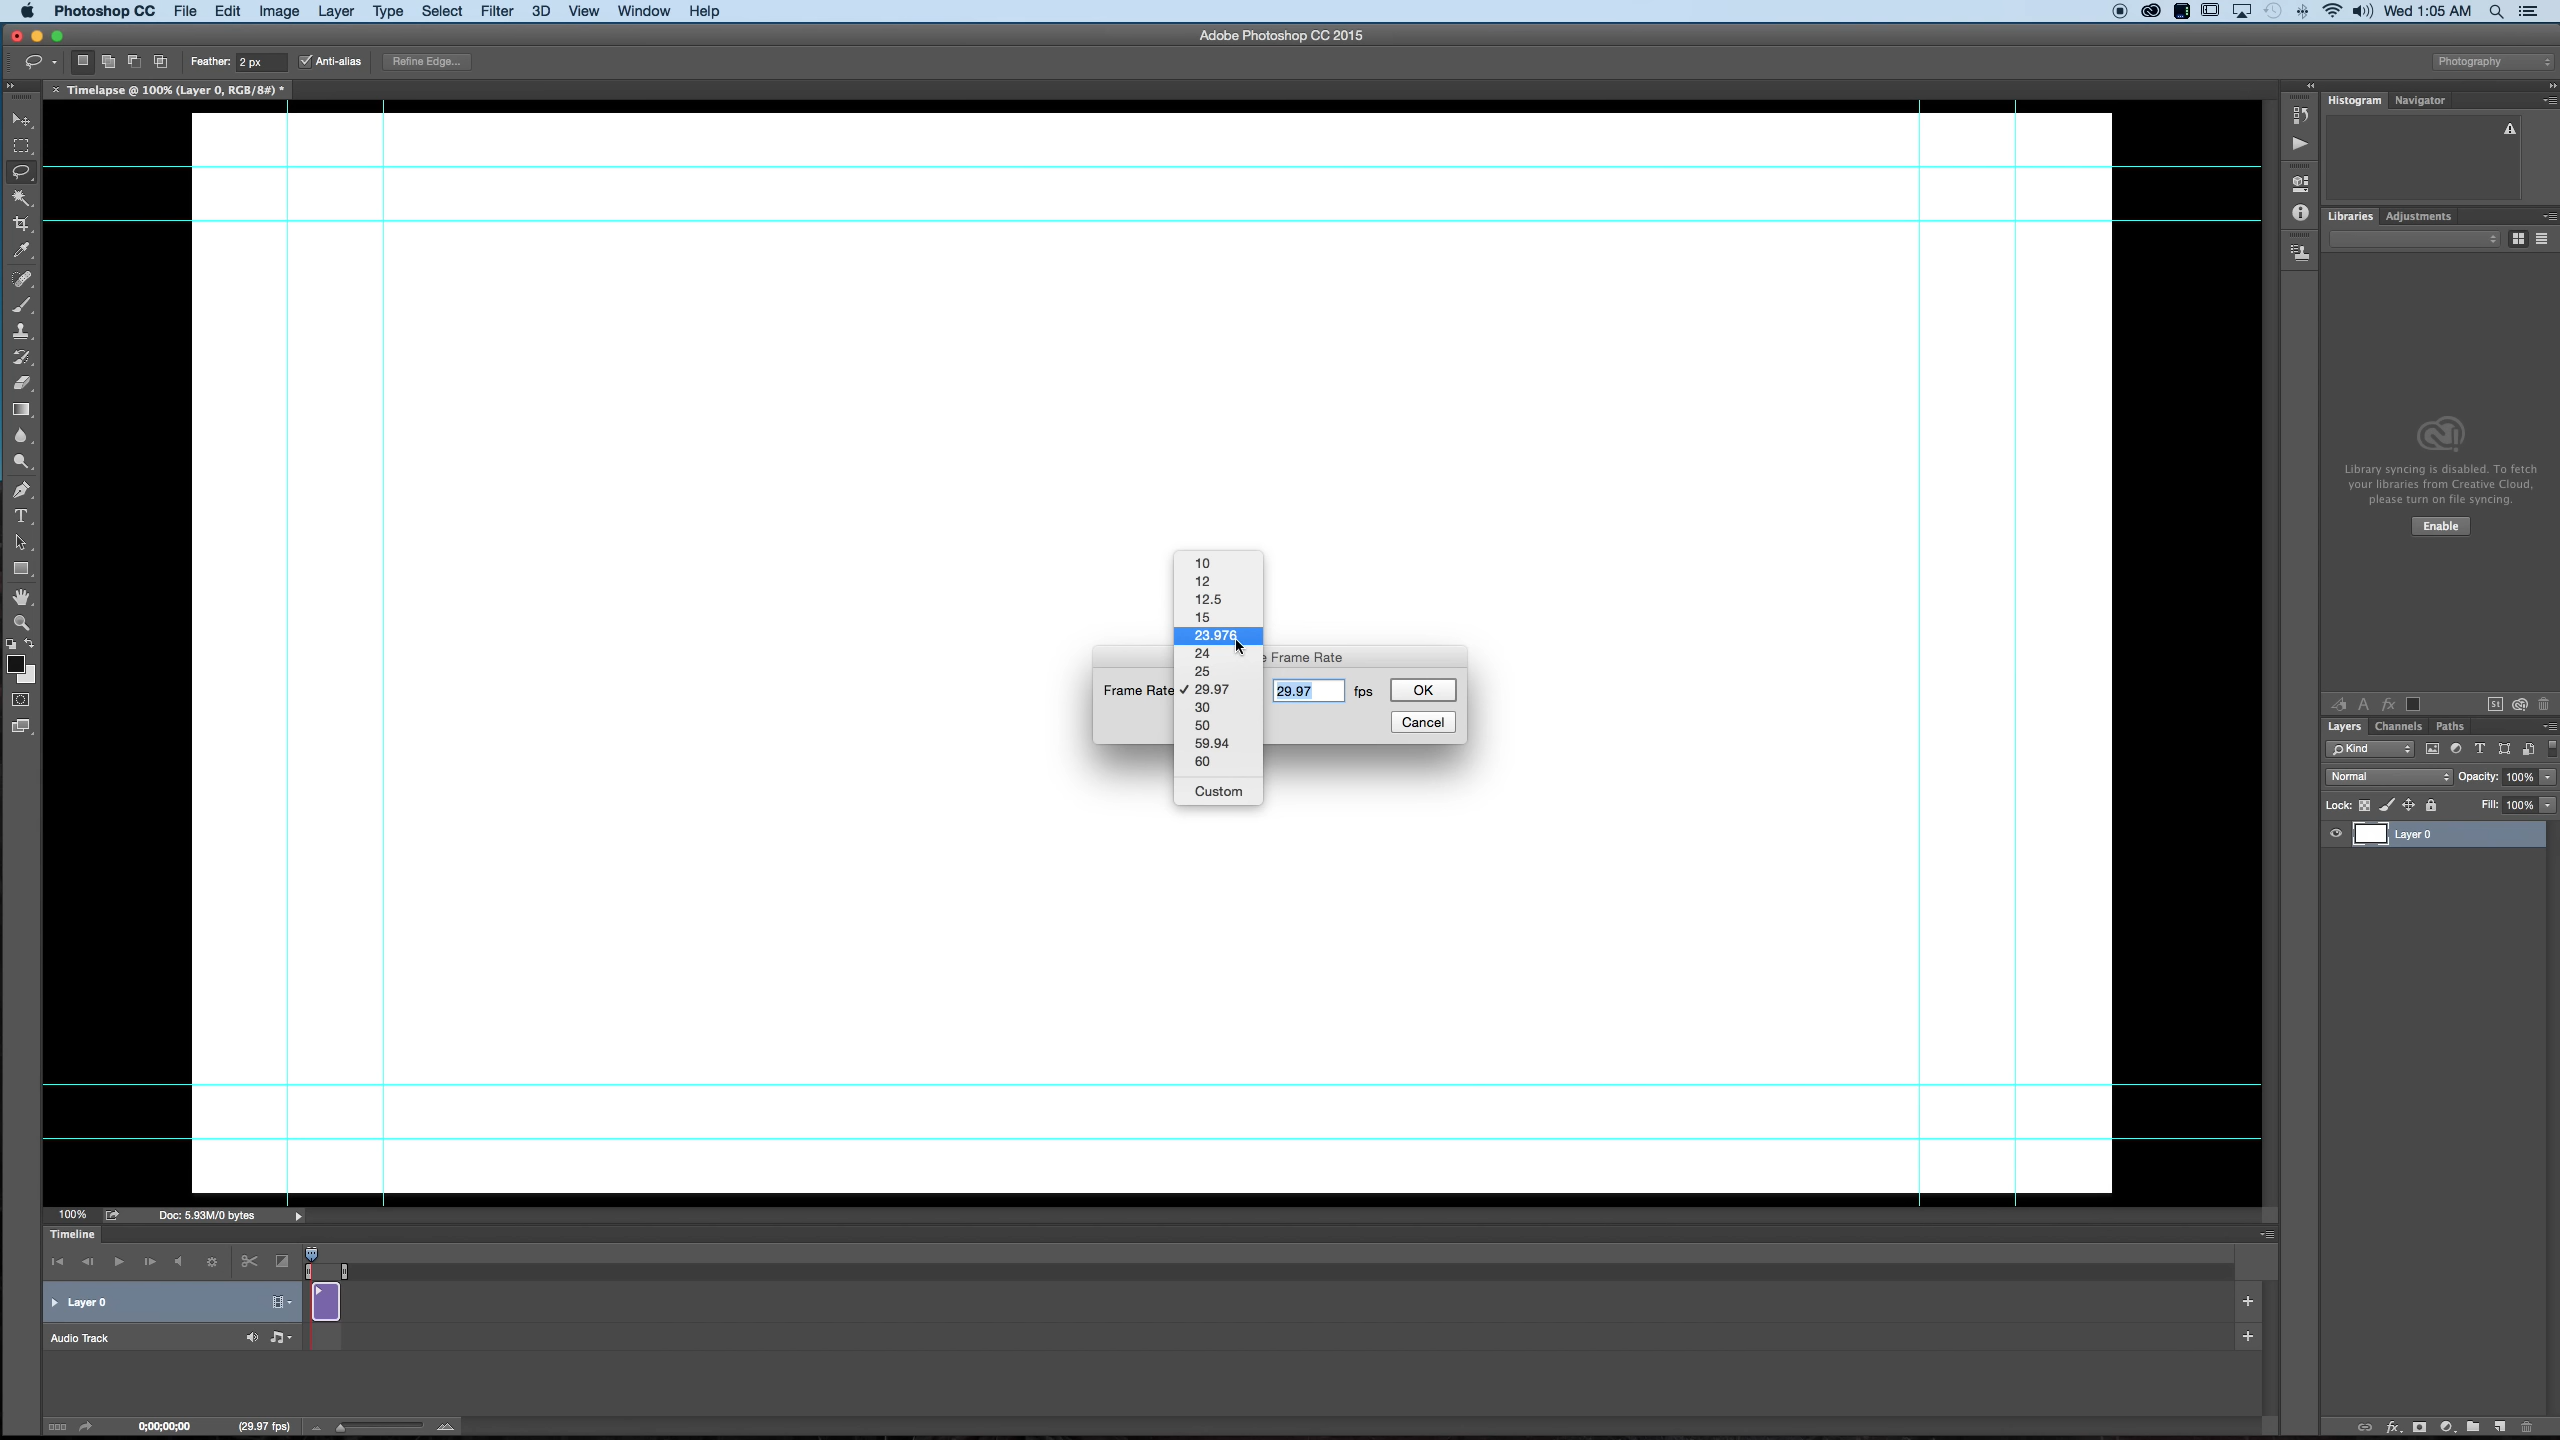 Photoshop CC File Edit Image Layer Type Select Filter 3D View Window Help Wed 1:05 AM
Adobe Photoshop CC 2015
Feather: 2 px Anti-alias Refine Edge... Photography
Timelapse @ 100% (Layer 0, RGB/8#) *
Histogram Navigator
Libraries Adjustments
Library syncing is disabled. To fetch
your libraries from Creative Cloud,
please turn on file syncing.
Enable
10
12
12.5
15
23.976
24
25
29.97
30
50
59.94
60
Custom
e Frame Rate
Frame Rate
29.97 fps OK
Cancel
St
Layers Channels Paths
Kind
Normal Opacity: 100%
Lock: Fill: 100%
Layer 0
100% Doc: 5.93M/0 bytes
Timeline
Layer 0
Audio Track
0;00;00;00 (29.97 fps)